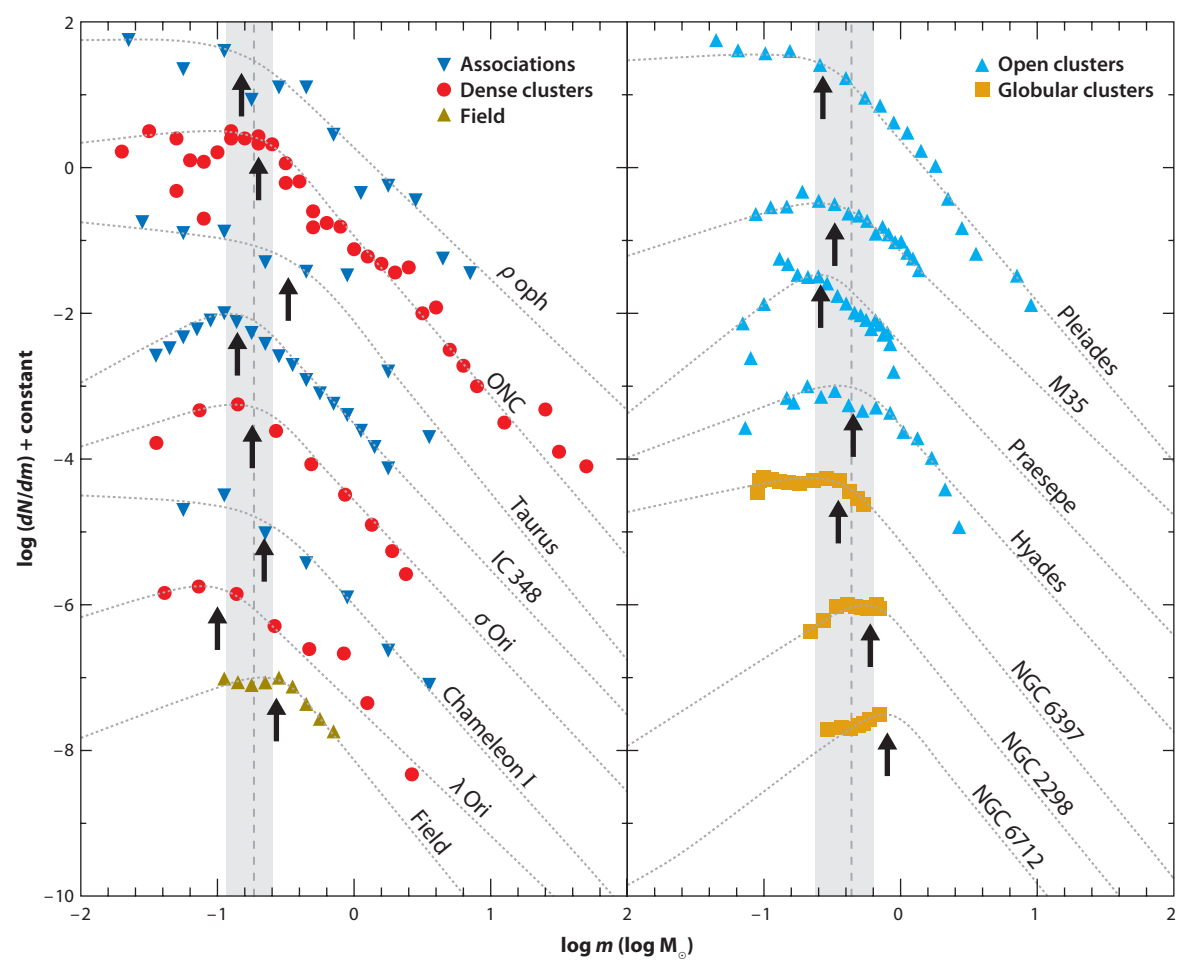 2
0
−2
−4
−6
−8
−10
log (dN/dm) + constant
Associations
Dense clusters
Field
ρ oph
ONC
Taurus
IC 348
σ Ori
Chameleon I
λ Ori
Field
Open clusters
Globular clusters
Pleiades
M35
Praesepe
Hyades
NGC 6397
NGC 2298
NGC 6712
−2 −1 0 1 2 −1 0 1 2
log m (log M☉)